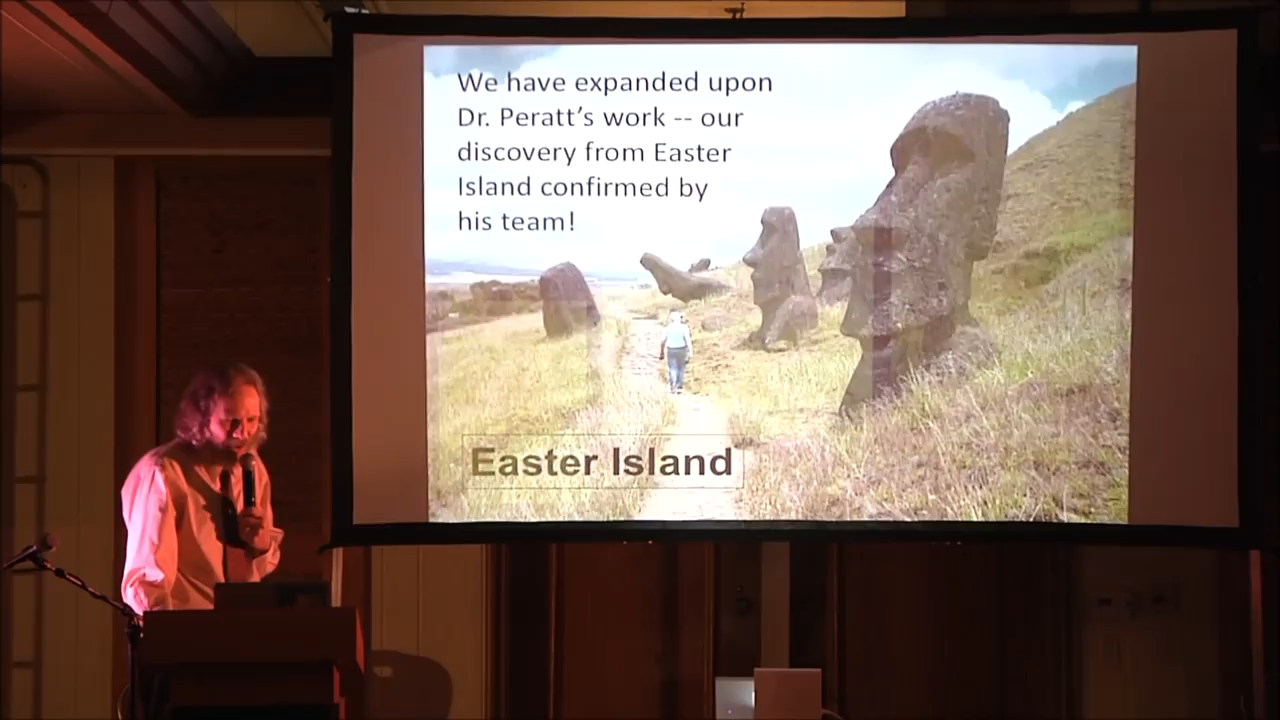 We have expanded upon
Dr. Peratt’s work -- our
discovery from Easter
Island confirmed by
his team!
Easter Island